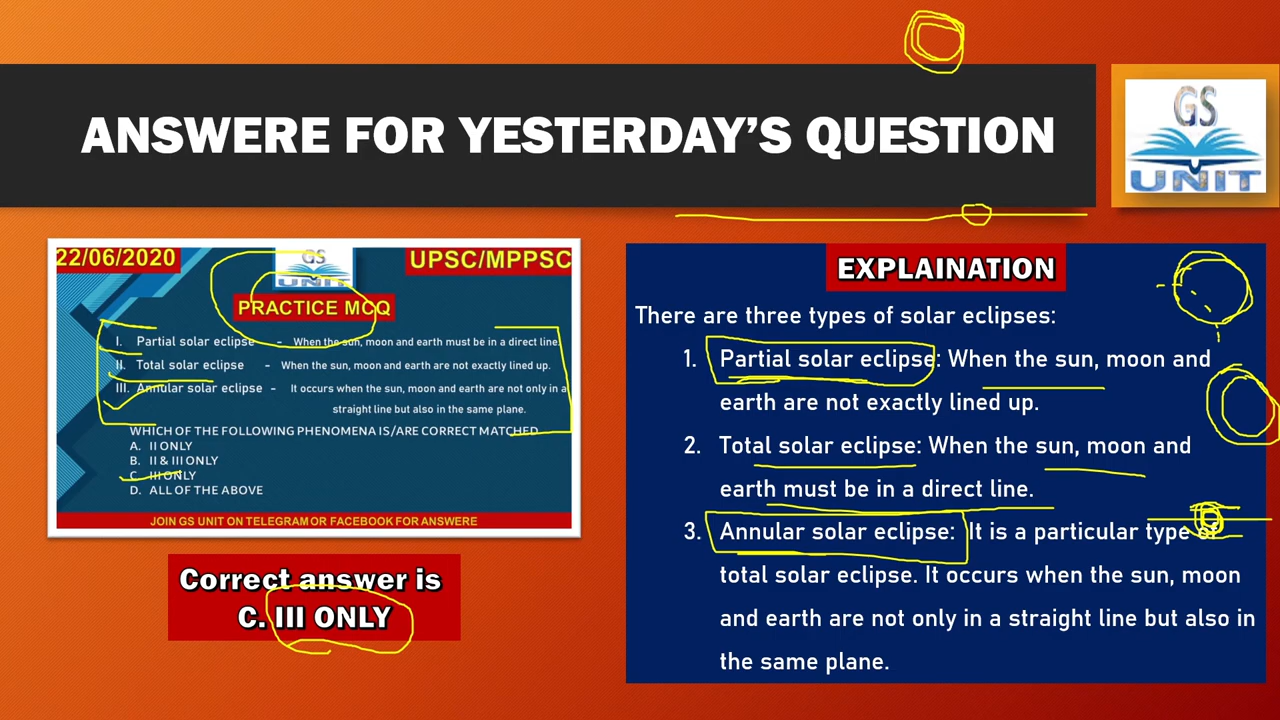 ANSWERE FOR YESTERDAY'S QUESTION
GS
UNIT
22/06/2020
GS
UNIT
UPSC/MPPSC
PRACTICE MCQ
I. Partial solar eclipse - When the sun, moon and earth must be in a direct line.
II. Total solar eclipse - When the sun, moon and earth are not exactly lined up.
III. Annular solar eclipse - It occurs when the sun, moon and earth are not only in a
straight line but also in the same plane.
WHICH OF THE FOLLOWING PHENOMENA IS/ARE CORRECT MATCHED
A. II ONLY
B. II & III ONLY
C. III ONLY
D. ALL OF THE ABOVE
JOIN GS UNIT ON TELEGRAM OR FACEBOOK FOR ANSWERE
Correct answer is
C. III ONLY
EXPLAINATION
There are three types of solar eclipses:
1. Partial solar eclipse: When the sun, moon and
earth are not exactly lined up.
2. Total solar eclipse: When the sun, moon and
earth must be in a direct line.
3. Annular solar eclipse: It is a particular type of
total solar eclipse. It occurs when the sun, moon
and earth are not only in a straight line but also in
the same plane.